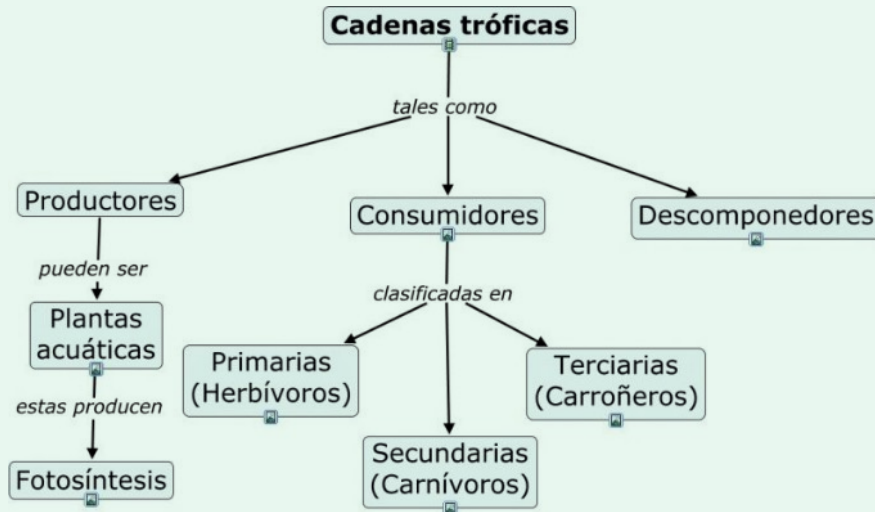 Cadenas tróficas
tales como
Productores
Consumidores
Descomponedores
pueden ser
clasificadas en
Plantas
acuáticas
Primarias
(Herbívoros)
Terciarias
(Carroñeros)
estas producen
Secundarias
(Carnívoros)
Fotosíntesis